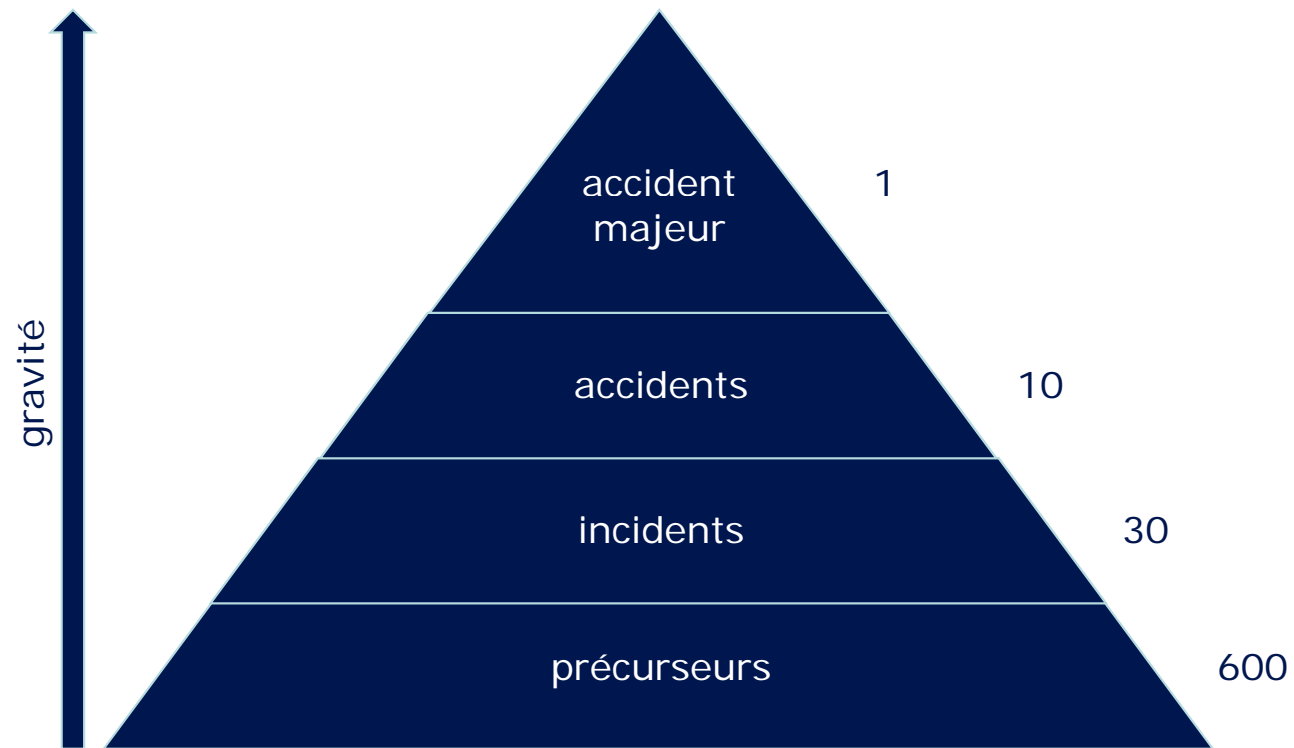 gravité
accident
majeur
1
accidents
10
incidents
30
précurseurs
600